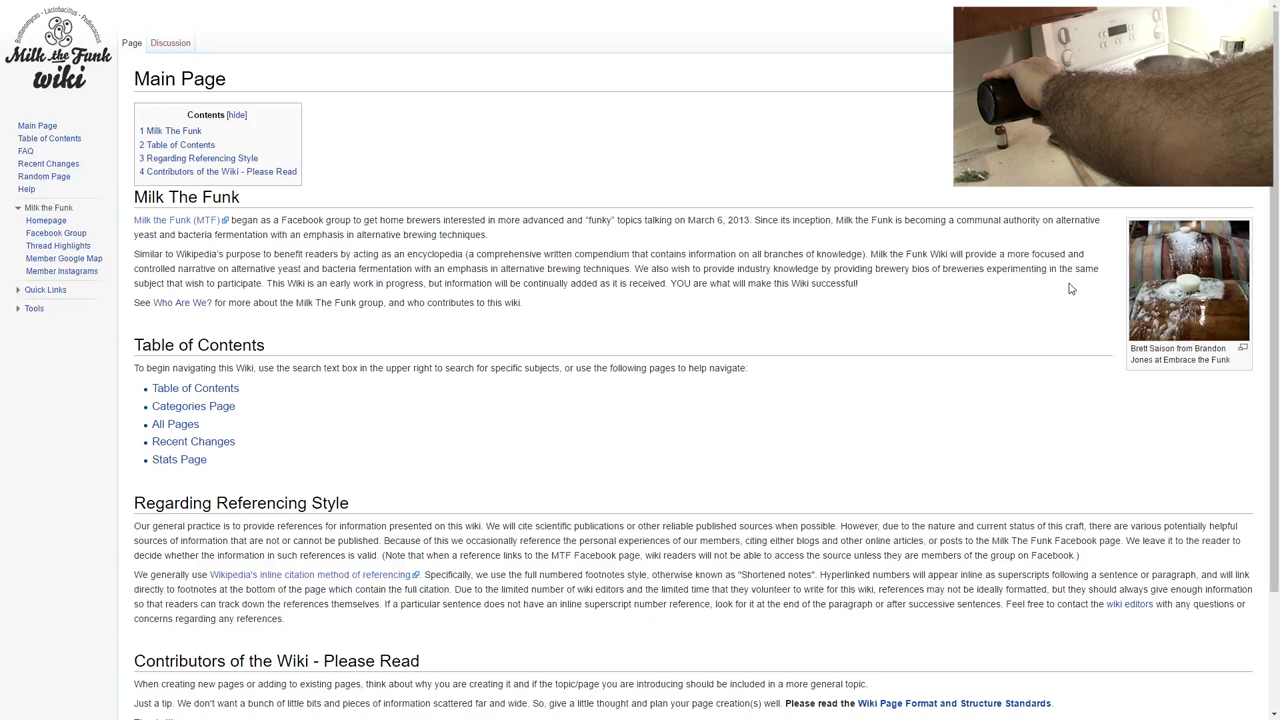 Brettanomyces - Lactobacillus - Pediococcus
Milk the Funk
wiki
Main Page
Table of Contents
FAQ
Recent Changes
Random Page
Help
Milk the Funk
Homepage
Facebook Group
Thread Highlights
Member Google Map
Member Instagrams
Quick Links
Tools
Page
Discussion
Main Page
Contents [hide]
1 Milk The Funk
2 Table of Contents
3 Regarding Referencing Style
4 Contributors of the Wiki - Please Read
Milk The Funk
Milk the Funk (MTF) began as a Facebook group to get home brewers interested in more advanced and "funky" topics talking on March 6, 2013. Since its inception, Milk the Funk is becoming a communal authority on alternative
yeast and bacteria fermentation with an emphasis in alternative brewing techniques.
Similar to Wikipedia's purpose to benefit readers by acting as an encyclopedia (a comprehensive written compendium that contains information on all branches of knowledge). Milk the Funk Wiki will provide a more focused and
controlled narrative on alternative yeast and bacteria fermentation with an emphasis in alternative brewing techniques. We also wish to provide industry knowledge by providing brewery bios of breweries experimenting in the same
subject that wish to participate. This Wiki is an early work in progress, but information will be continually added as it is received. YOU are what will make this Wiki successful!
See Who Are We? for more about the Milk The Funk group, and who contributes to this wiki.
Brett Saison from Brandon
Jones at Embrace the Funk
Table of Contents
To begin navigating this Wiki, use the search text box in the upper right to search for specific subjects, or use the following pages to help navigate:
Table of Contents
Categories Page
All Pages
Recent Changes
Stats Page
Regarding Referencing Style
Our general practice is to provide references for information presented on this wiki. We will cite scientific publications or other reliable published sources when possible. However, due to the nature and current status of this craft, there are various potentially helpful
sources of information that are not or cannot be published. Because of this we occasionally reference the personal experiences of our members, citing either blogs and other online articles, or posts to the Milk The Funk Facebook page. We leave it to the reader to
decide whether the information in such references is valid. (Note that when a reference links to the MTF Facebook page, wiki readers will not be able to access the source unless they are members of the group on Facebook.)
We generally use Wikipedia's inline citation method of referencing. Specifically, we use the full numbered footnotes style, otherwise known as "Shortened notes". Hyperlinked numbers will appear inline as superscripts following a sentence or paragraph, and will link
directly to footnotes at the bottom of the page which contain the full citation. Due to the limited number of wiki editors and the limited time that they volunteer to write for this wiki, references may not be ideally formatted, but they should always give enough information
so that readers can track down the references themselves. If a particular sentence does not have an inline superscript number reference, look for it at the end of the paragraph or after successive sentences. Feel free to contact the wiki editors with any questions or
concerns regarding any references.
Contributors of the Wiki - Please Read
When creating new pages or adding to existing pages, think about why you are creating it and if the topic/page you are introducing should be included in a more general topic.
Just a tip. We don't want a bunch of little bits and pieces of information scattered far and wide. So, give a little thought and plan your page creation(s) well. Please read the Wiki Page Format and Structure Standards.